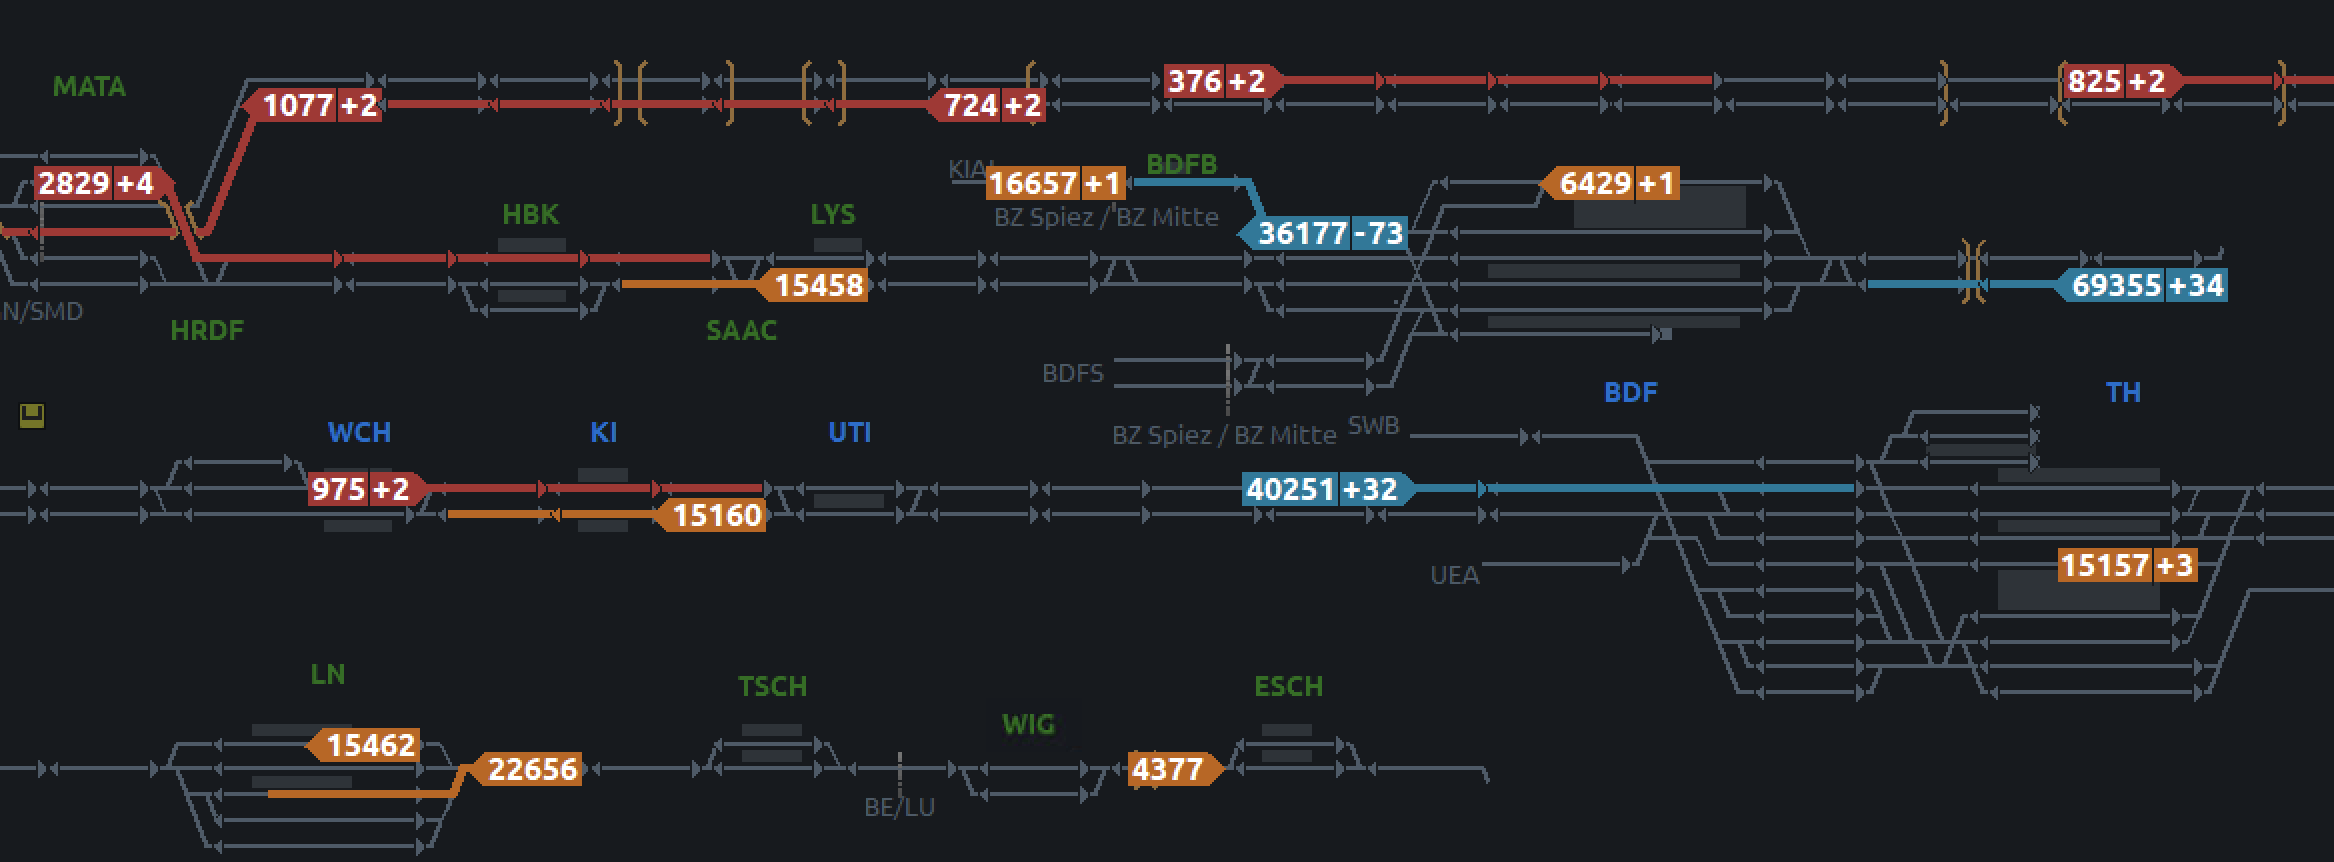 MATA
1077 +2
724 +2
376 +2
825 +2
2829 +4
KIAL
16657 +1
BDFB
6429 +1
HBK
LYS
BZ Spiez / BZ Mitte
36177 -73
15458
69355 +34
N/SMD
HRDF
SAAC
BDFS
BDF
TH
WCH
KI
UTI
BZ Spiez / BZ Mitte
SWB
975 +2
15160
40251 +32
UEA
15157 +3
LN
TSCH
ESCH
WIG
15462
22656
4377
BE/LU